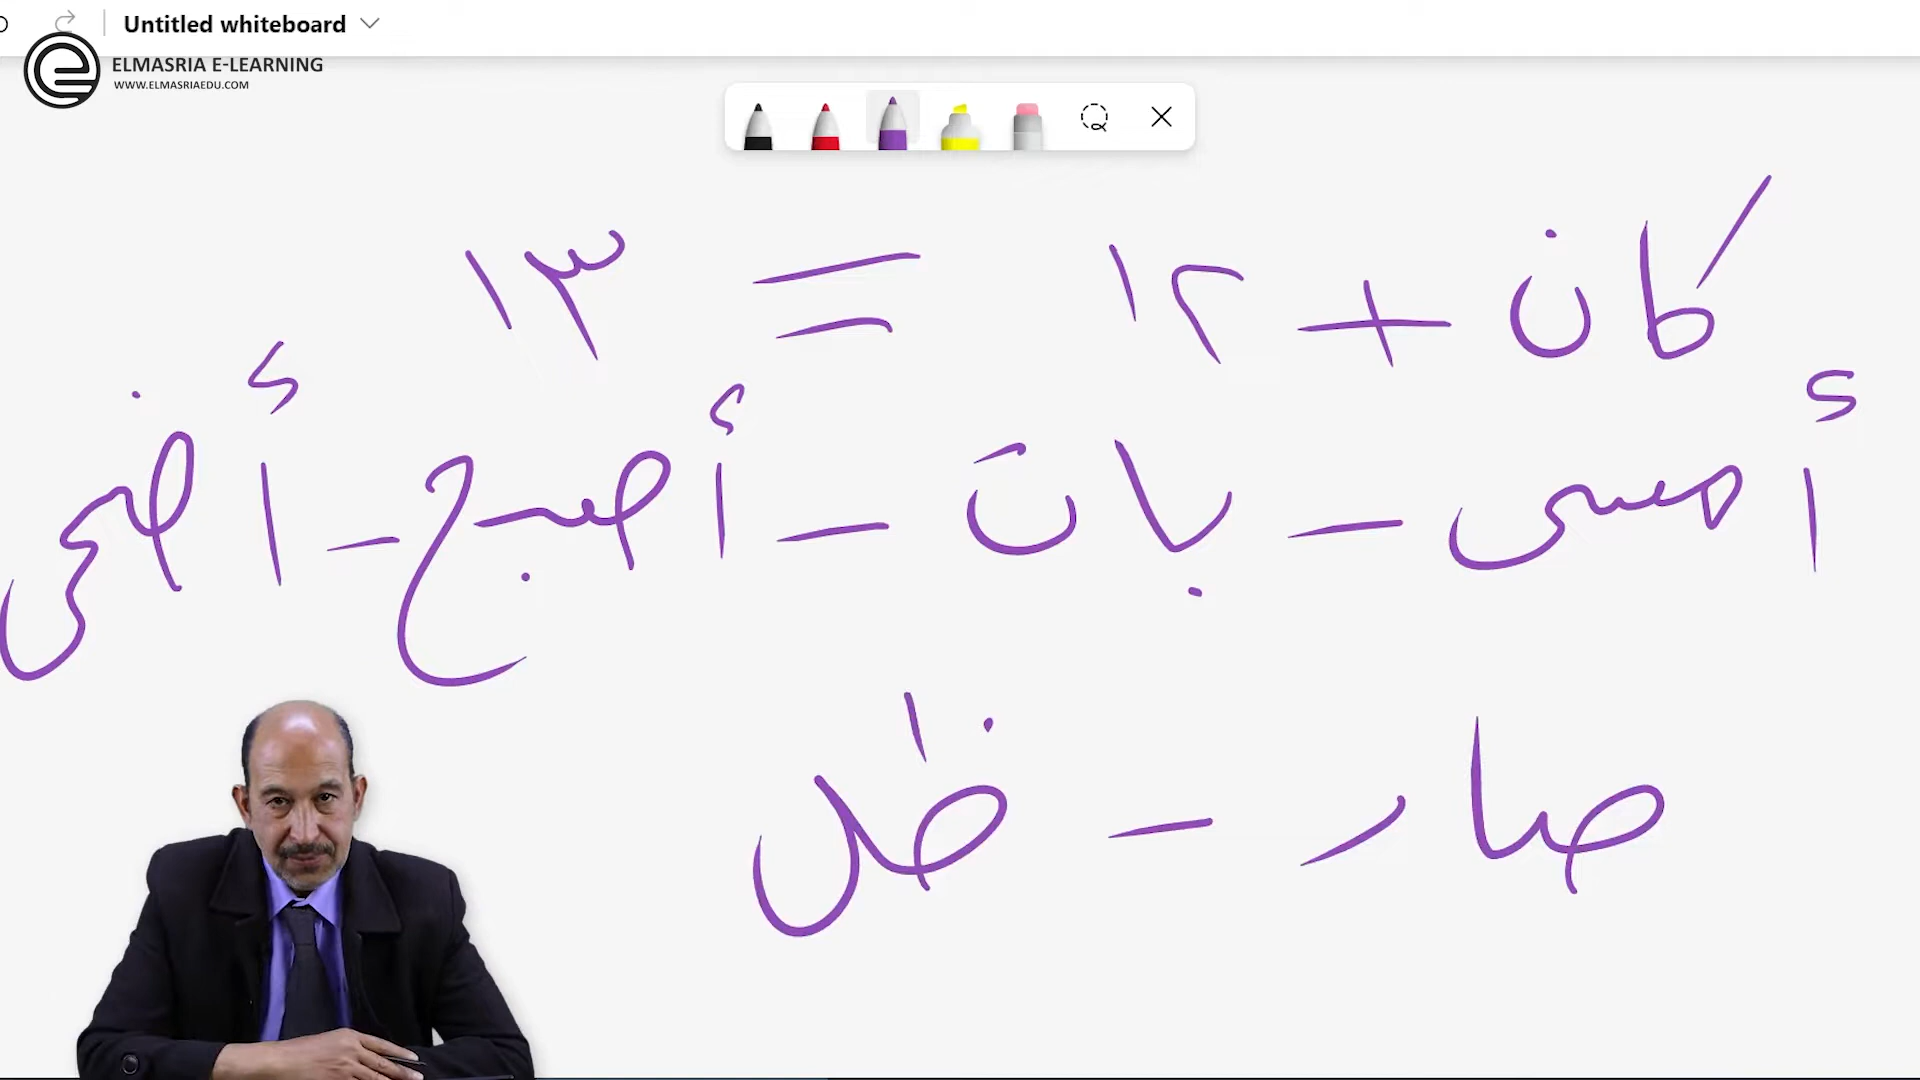 Untitled whiteboard
ELMASRIA E-LEARNING
WWW.ELMASRIAEDU.COM
كان + ١٢ = ١٣
أمسى - بات - أصبح - أضحى
صار - ظل